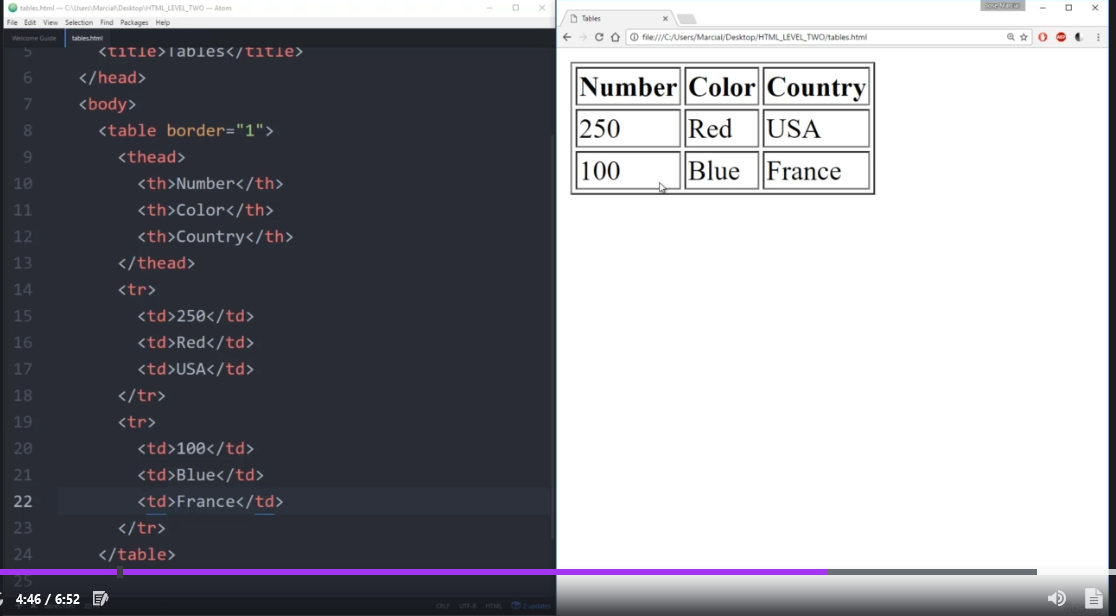 tables.html — C:\Users\Marcial\Desktop\HTML_LEVEL_TWO — Atom
File Edit View Selection Find Packages Help
Welcome Guide tables.html
5 <title>Tables</title>
6 </head>
7 <body>
8 <table border="1">
9 <thead>
10 <th>Number</th>
11 <th>Color</th>
12 <th>Country</th>
13 </thead>
14 <tr>
15 <td>250</td>
16 <td>Red</td>
17 <td>USA</td>
18 </tr>
19 <tr>
20 <td>100</td>
21 <td>Blue</td>
22 <td>France</td>
23 </tr>
24 </table>
25
CRLF UTF-8 HTML 2 updates
4:46 / 6:52
Jose Marcial
Tables
file:///C:/Users/Marcial/Desktop/HTML_LEVEL_TWO/tables.html
ABP
Number Color Country
250 Red USA
100 Blue France